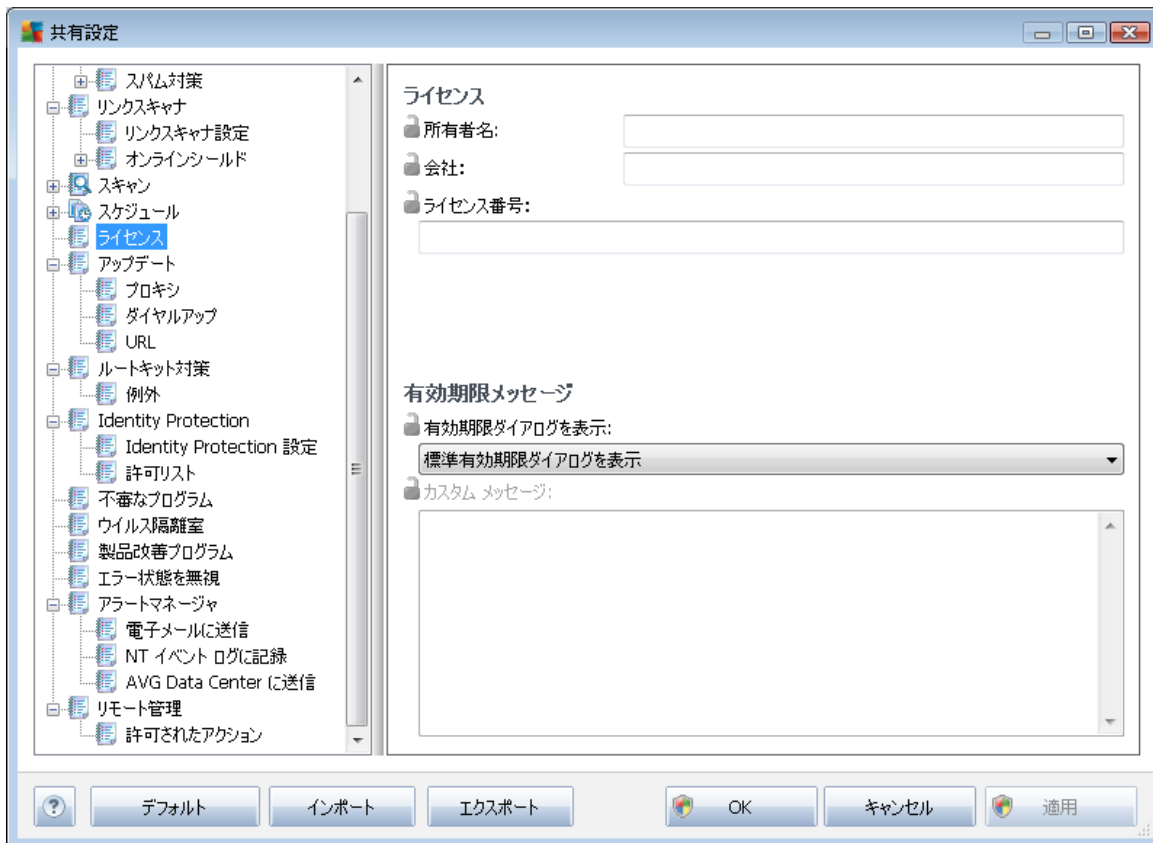 共有設定
スパム対策
リンクスキャナ
リンクスキャナ設定
オンラインシールド
スキャン
スケジュール
ライセンス
アップデート
プロキシ
ダイヤルアップ
URL
ルートキット対策
例外
Identity Protection
Identity Protection 設定
許可リスト
不審なプログラム
ウイルス隔離室
製品改善プログラム
エラー状態を無視
アラートマネージャ
電子メールに送信
NT イベント ログに記録
AVG Data Center に送信
リモート管理
許可されたアクション
ライセンス
所有者名:
会社:
ライセンス番号:
有効期限メッセージ
有効期限ダイアログを表示:
標準有効期限ダイアログを表示
カスタム メッセージ:
デフォルト
インポート
エクスポート
OK
キャンセル
適用